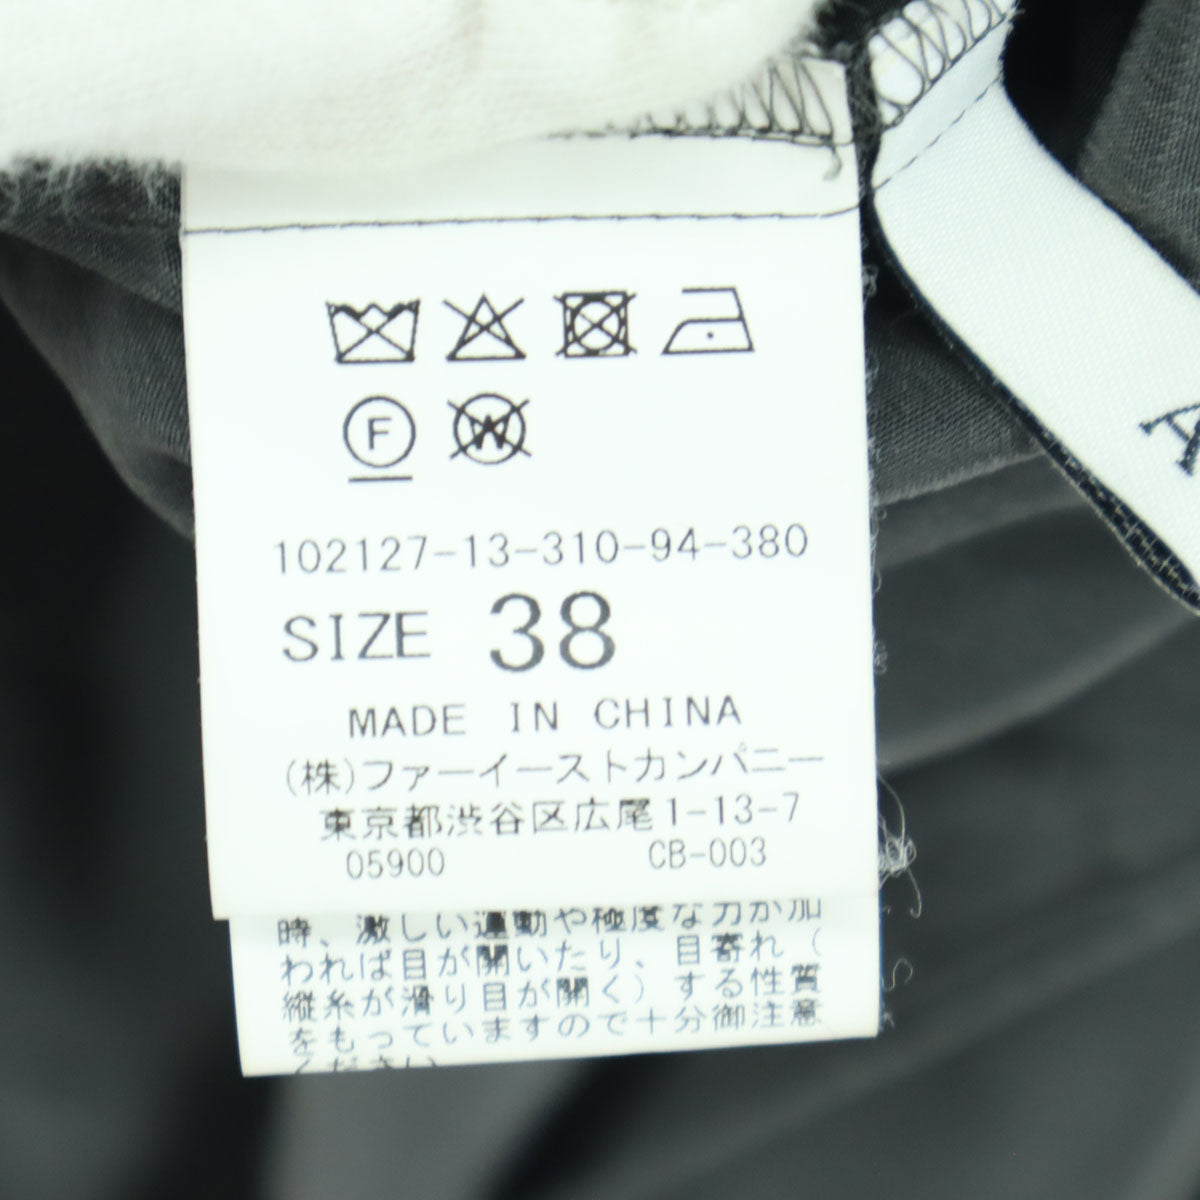 F W
102127-13-310-94-380
SIZE 38
MADE IN CHINA
(株)ファーイーストカンパニー
東京都渋谷区広尾1-13-7
05900 CB-003
時、激しい運動や極度な力が加
われば目が開いたり、目寄れ(
縦糸が滑り目が開く)する性質
をもっていますので十分御注意
ください
A